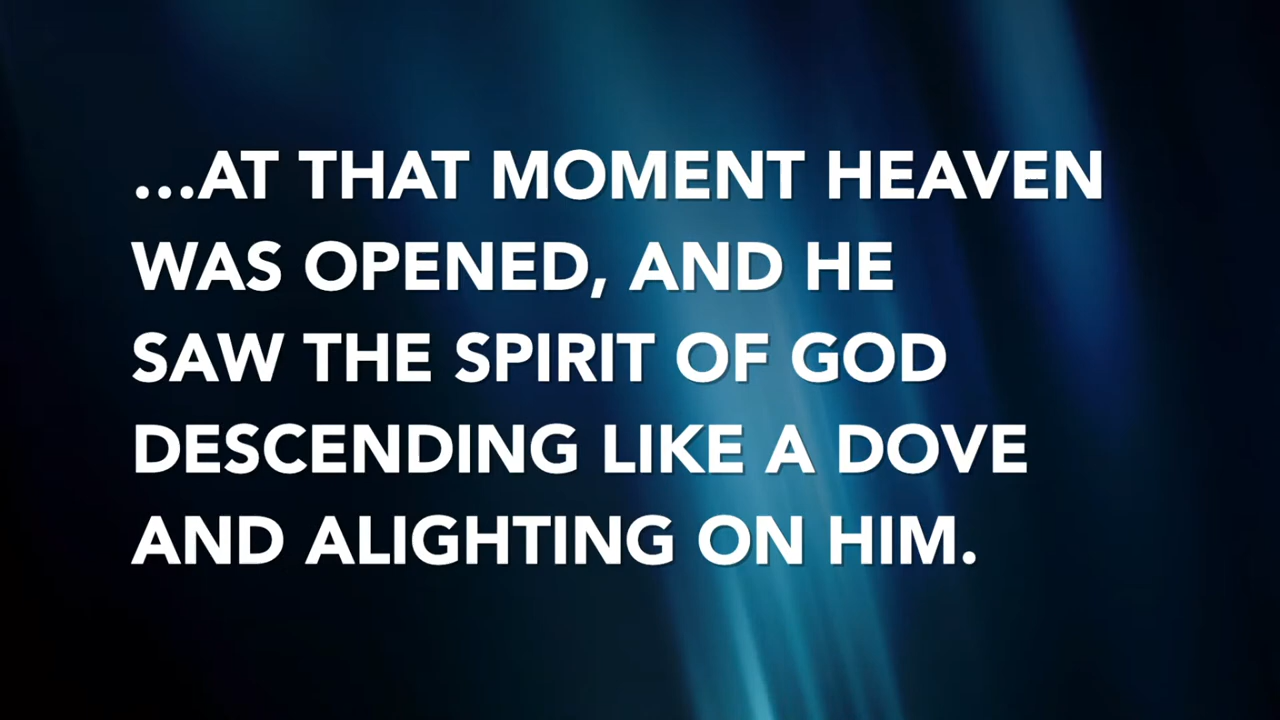 ...AT THAT MOMENT HEAVEN
WAS OPENED, AND HE
SAW THE SPIRIT OF GOD
DESCENDING LIKE A DOVE
AND ALIGHTING ON HIM.